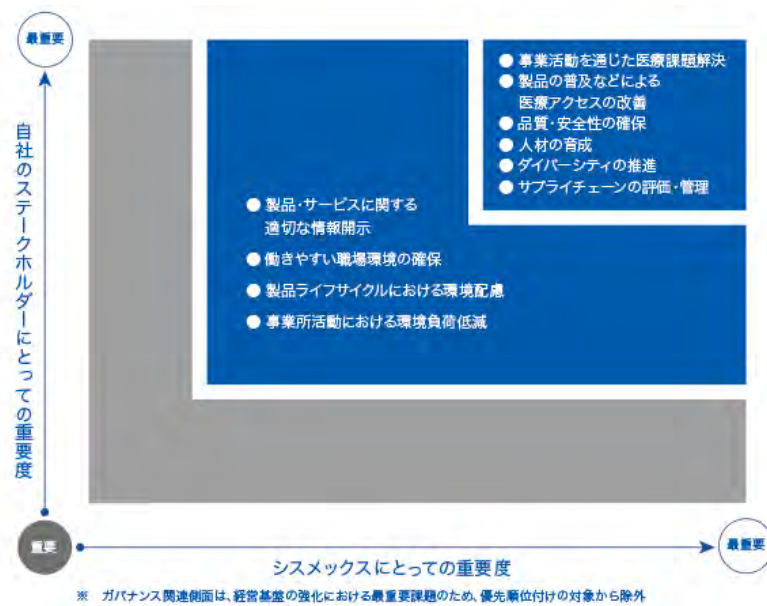 最重要
● 事業活動を通じた医療課題解決
● 製品の普及などによる
医療アクセスの改善
● 品質・安全性の確保
● 人材の育成
● ダイバーシティの推進
● サプライチェーンの評価・管理
自社のステークホルダーにとっての重要度
● 製品・サービスに関する
適切な情報開示
● 働きやすい職場環境の確保
● 製品ライフサイクルにおける環境配慮
● 事業所活動における環境負荷低減
重要
最重要
シスメックスにとっての重要度
※ ガバナンス関連側面は、経営基盤の強化における最重要課題のため、優先順位付けの対象から除外